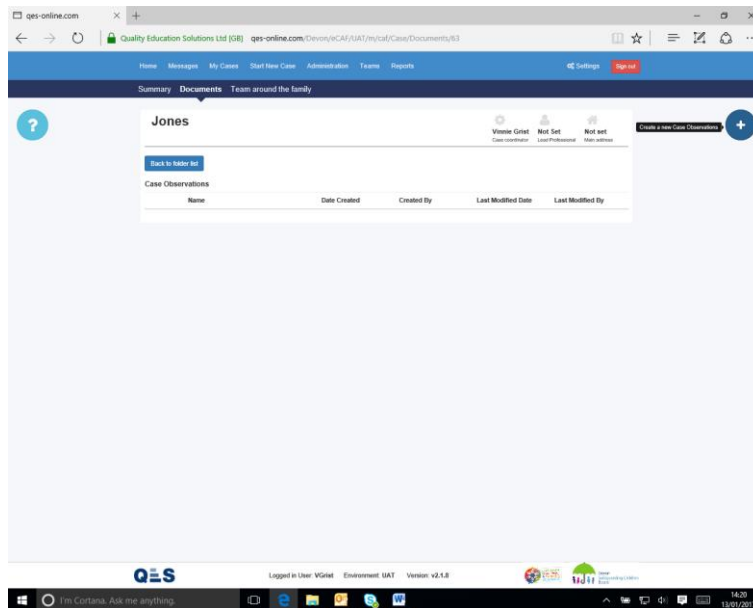 qes-online.com
Quality Education Solutions Ltd [GB] qes-online.com/Devon/eCAF/UAT/m/caf/Case/Documents/63
Home Messages My Cases Start New Case Administration Teams Reports Settings Sign out
Summary Documents Team around the family
?
Jones
Vinnie Grist Not Set Not set
Case coordinator Lead Professional Main address
Create a new Case Observations
+
Back to folder list
Case Observations
Name Date Created Created By Last Modified Date Last Modified By
QES
Logged in User: VGrist Environment: UAT Version: v2.1.8
I'm Cortana. Ask me anything.
14:20
13/01/201